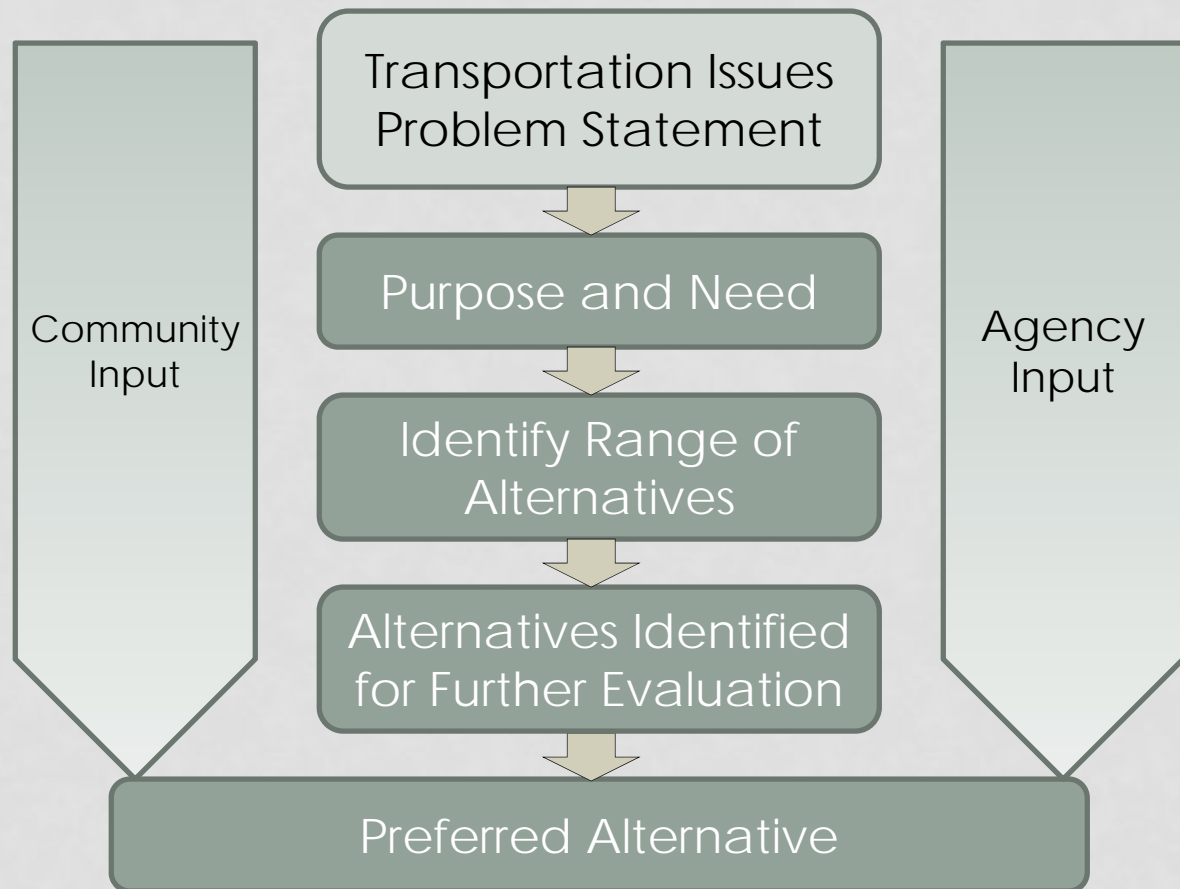 Transportation Issues
Problem Statement
Purpose and Need
Community
Input
Agency
Input
Identify Range of
Alternatives
Alternatives Identified
for Further Evaluation
Preferred Alternative